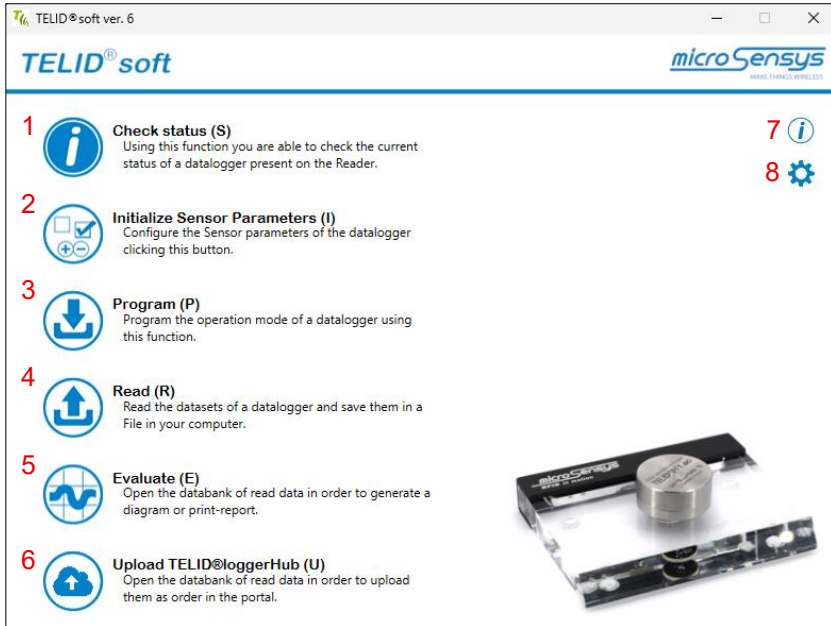 TELID®soft ver. 6
TELID®soft
microSensys
MAKE THINGS WIRELESS
1
Check status (S)
Using this function you are able to check the current
status of a datalogger present on the Reader.
7
8
2
Initialize Sensor Parameters (I)
Configure the Sensor parameters of the datalogger
clicking this button.
3
Program (P)
Program the operation mode of a datalogger using
this function.
4
Read (R)
Read the datasets of a datalogger and save them in a
File in your computer.
5
Evaluate (E)
Open the databank of read data in order to generate a
diagram or print-report.
6
Upload TELID®loggerHub (U)
Open the databank of read data in order to upload
them as order in the portal.
microSensys
RFID in Motion